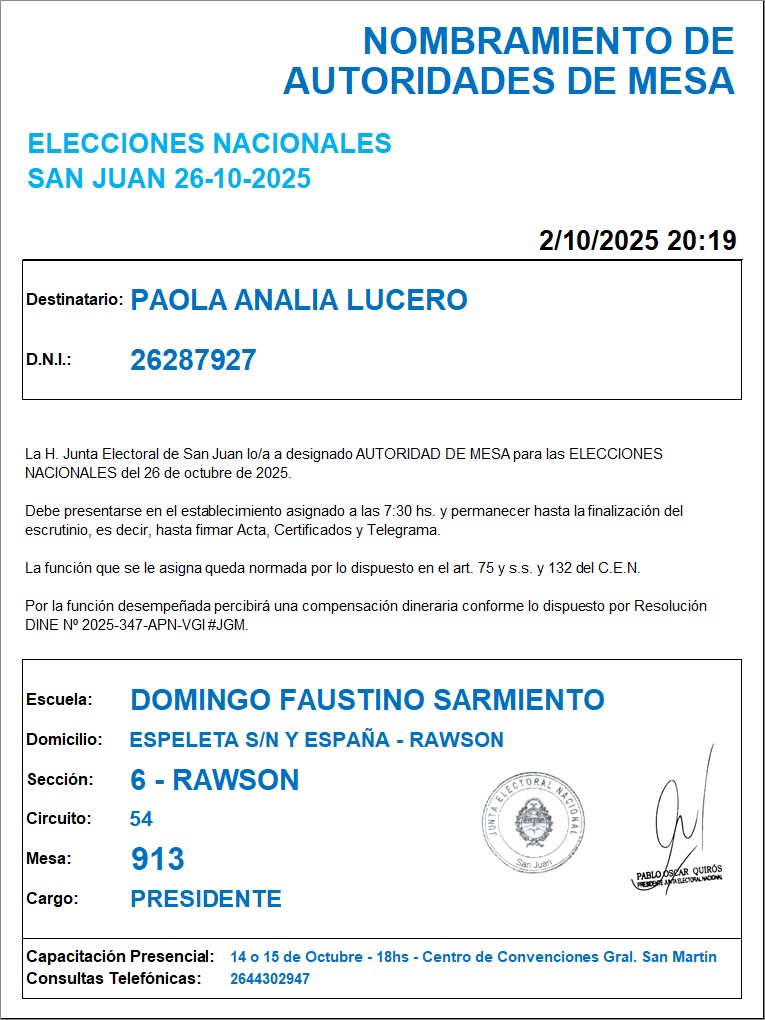 NOMBRAMIENTO DE
AUTORIDADES DE MESA
ELECCIONES NACIONALES
SAN JUAN 26-10-2025
2/10/2025 20:19
Destinatario: PAOLA ANALIA LUCERO
D.N.I.: 26287927
La H. Junta Electoral de San Juan lo/a a designado AUTORIDAD DE MESA para las ELECCIONES
NACIONALES del 26 de octubre de 2025.
Debe presentarse en el establecimiento asignado a las 7:30 hs. y permanecer hasta la finalización del
escrutinio, es decir, hasta firmar Acta, Certificados y Telegrama.
La función que se le asigna queda normada por lo dispuesto en el art. 75 y s.s. y 132 del C.E.N.
Por la función desempeñada percibirá una compensación dineraria conforme lo dispuesto por Resolución
DINE Nº 2025-347-APN-VGI#JGM.
Escuela: DOMINGO FAUSTINO SARMIENTO
Domicilio: ESPELETA S/N Y ESPAÑA - RAWSON
Sección: 6 - RAWSON
Circuito: 54
Mesa: 913
Cargo: PRESIDENTE
JUNTA ELECTORAL NACIONAL
San Juan
PABLO OSCAR QUIRÓS
PRESIDENTE JUNTA ELECTORAL NACIONAL
Capacitación Presencial: 14 o 15 de Octubre - 18hs - Centro de Convenciones Gral. San Martín
Consultas Telefónicas: 2644302947